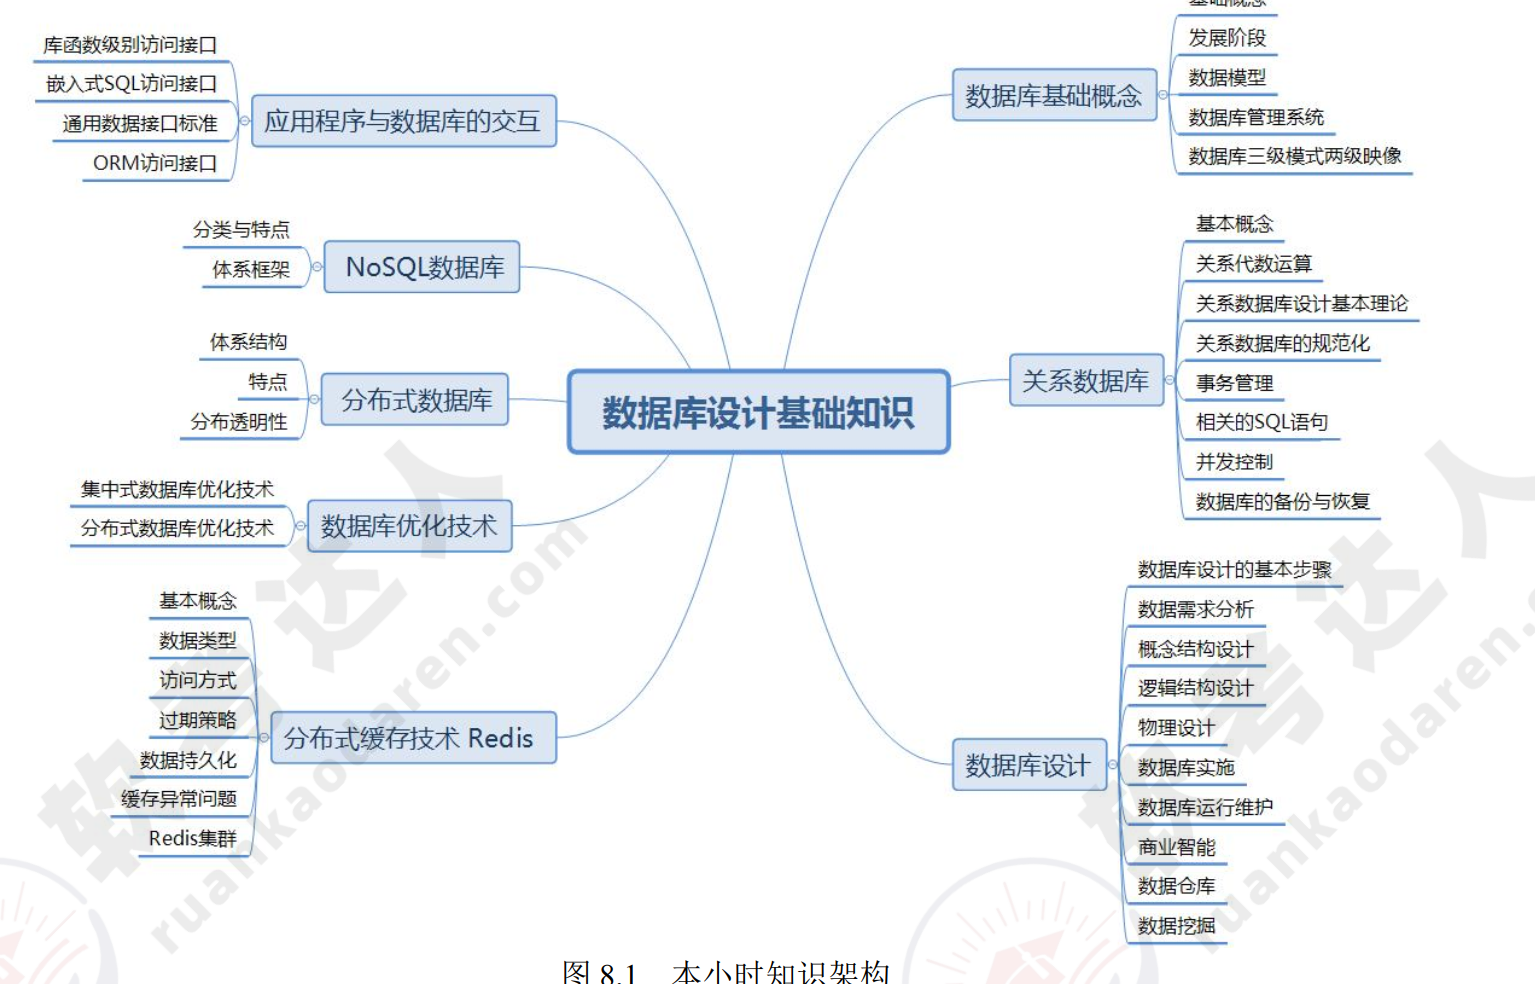 库函数级别访问接口
嵌入式SQL访问接口
通用数据接口标准
ORM访问接口
应用程序与数据库的交互
分类与特点
体系框架
NoSQL数据库
体系结构
特点
分布透明性
分布式数据库
集中式数据库优化技术
分布式数据库优化技术
数据库优化技术
基本概念
数据类型
访问方式
过期策略
数据持久化
缓存异常问题
Redis集群
分布式缓存技术 Redis
数据库设计基础知识
数据库基础概念
基础概念
发展阶段
数据模型
数据库管理系统
数据库三级模式两级映像
关系数据库
基本概念
关系代数运算
关系数据库设计基本理论
关系数据库的规范化
事务管理
相关的SQL语句
并发控制
数据库的备份与恢复
数据库设计
数据库设计的基本步骤
数据需求分析
概念结构设计
逻辑结构设计
物理设计
数据库实施
数据库运行维护
商业智能
数据仓库
数据挖掘
图 8.1 本小时知识架构
软考达人
ruankaodaren.com
软考达人
ruankaodaren.c